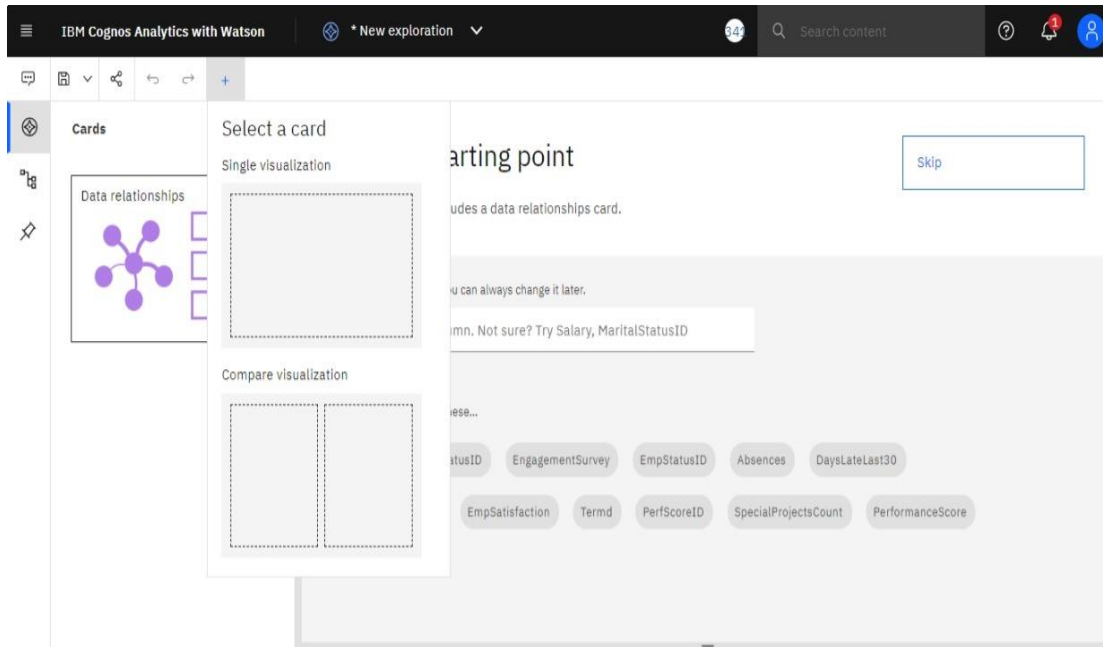 IBM Cognos Analytics with Watson
* New exploration
Search content
1
Cards
Data relationships
Select a card
Single visualization
Compare visualization
arting point
Skip
udes a data relationships card.
u can always change it later.
mn. Not sure? Try Salary, MaritalStatusID
ese...
atusID EngagementSurvey EmpStatusID Absences DaysLateLast30
EmpSatisfaction Termd PerfScoreID SpecialProjectsCount PerformanceScore